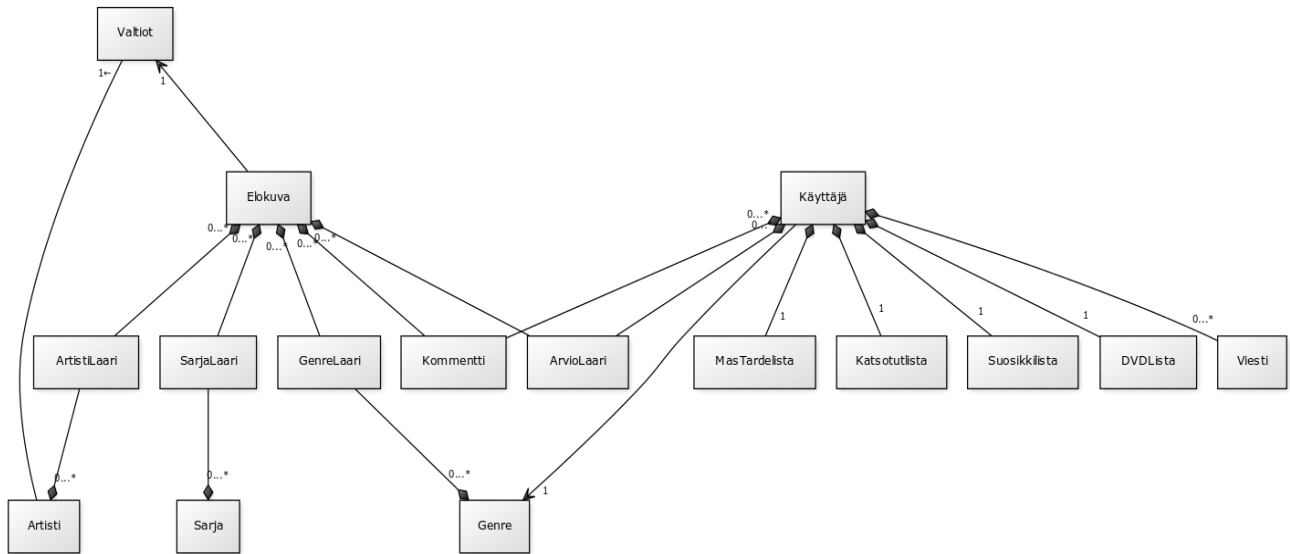 Valtiot
1←
1
Elokuva
Käyttäjä
0...*
0...*
0...*
0...*
0...*
0...*
0...
1
1
1
1
0...*
ArtistiLaari
SarjaLaari
GenreLaari
Kommentti
ArvioLaari
MasTardelista
Katsotutlista
Suosikkilista
DVDLista
Viesti
0...*
0...*
0...*
1
Artisti
Sarja
Genre